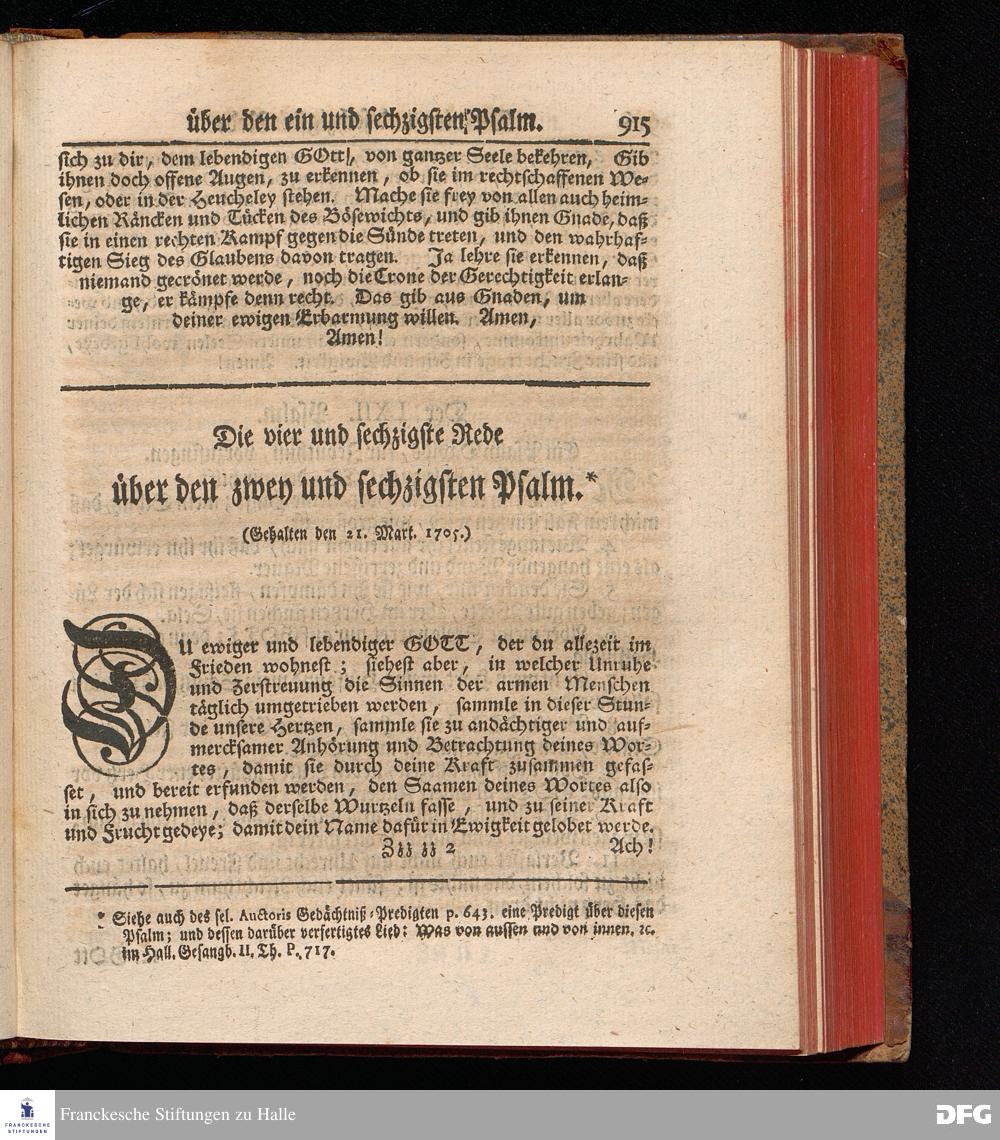 über den ein und sechzigsten Psalm. 915
sich zu dir, dem lebendigen GOtt, von gantzer Seele bekehren, Gib
ihnen doch offene Augen, zu erkennen, ob sie im rechtschaffenen We-
sen, oder in der Heucheley stehen. Mache sie frey von allen auch heim-
lichen Räncken und Tücken des Bösewichts, und gib ihnen Gnade, daß
sie in einen rechten Kampf gegen die Sünde treten, und den wahrhaf-
tigen Sieg des Glaubens davon tragen. Ja lehre sie erkennen, daß
niemand gecrönet werde, noch die Crone der Gerechtigkeit erlan-
ge, er kämpfe denn recht. Das gib aus Gnaden, um
deiner ewigen Erbarmung willen. Amen,
Amen!
Die vier und sechzigste Rede
über den zwey und sechzigsten Psalm.*
(Gehalten den 21. Mart. 1705.)
DU ewiger und lebendiger GOTT, der du allezeit im
Frieden wohnest; siehest aber, in welcher Unruhe
und Zerstreuung die Sinnen der armen Menschen
täglich umgetrieben werden, sammle in dieser Stun-
de unsere Hertzen, sammle sie zu andächtiger und auf-
mercksamer Anhörung und Betrachtung deines Wor-
tes, damit sie durch deine Kraft zusammen gefas-
set, und bereit erfunden werden, den Saamen deines Wortes also
in sich zu nehmen, daß derselbe Wurtzeln fasse, und zu seiner Kraft
und Frucht gedeye; damit dein Name dafür in Ewigkeit gelobet werde.
Zzz zz 2 Ach!
* Siehe auch des sel. Auctoris Gedächtniß-Predigten p. 643. eine Predigt über diesen
Psalm; und dessen darüber verfertigtes Lied: Was von aussen und von innen, ꝛc.
im Hall. Gesangb. II. Th. P. 717.
FRANCKESCHE
STIFTUNGEN
Franckesche Stiftungen zu Halle
DFG